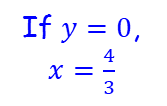 If y = 0,
x = 4/3